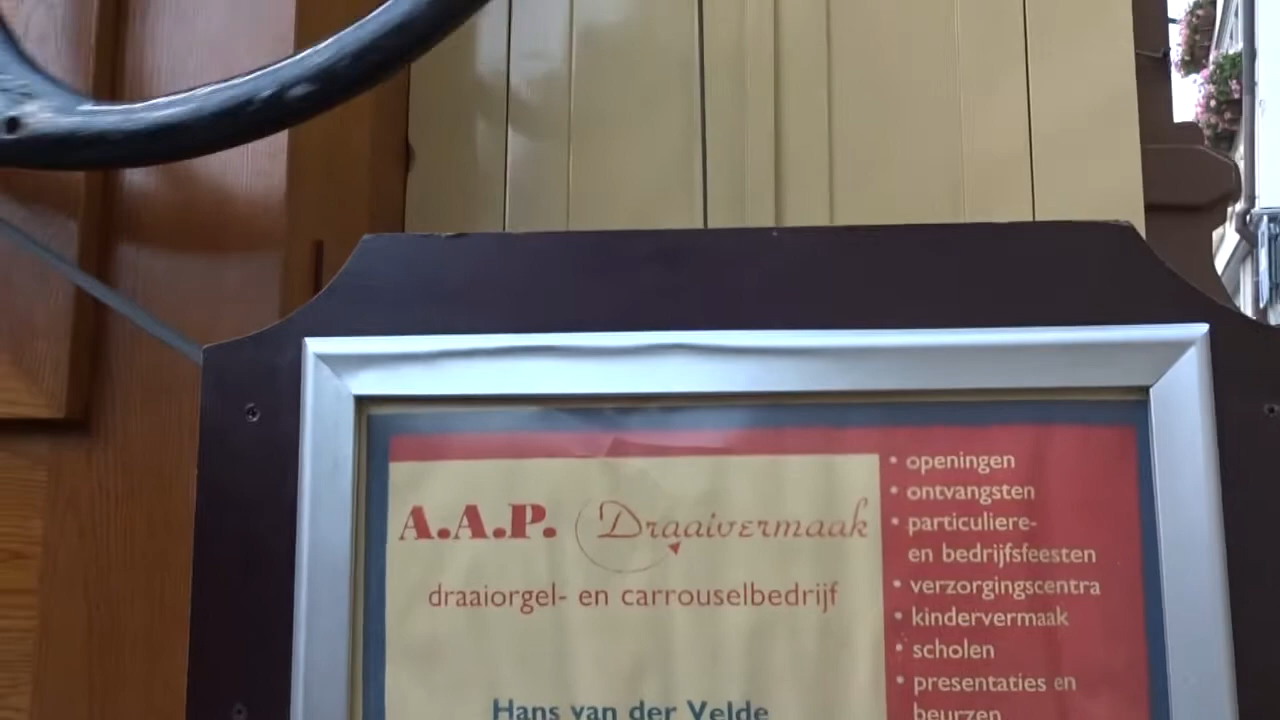 A.A.P. Draaivermaak
draaiorgel- en carrouselbedrijf
Hans van der Velde
• openingen
• ontvangsten
• particuliere-
en bedrijfsfeesten
• verzorgingscentra
• kindervermaak
• scholen
• presentaties en
beurzen